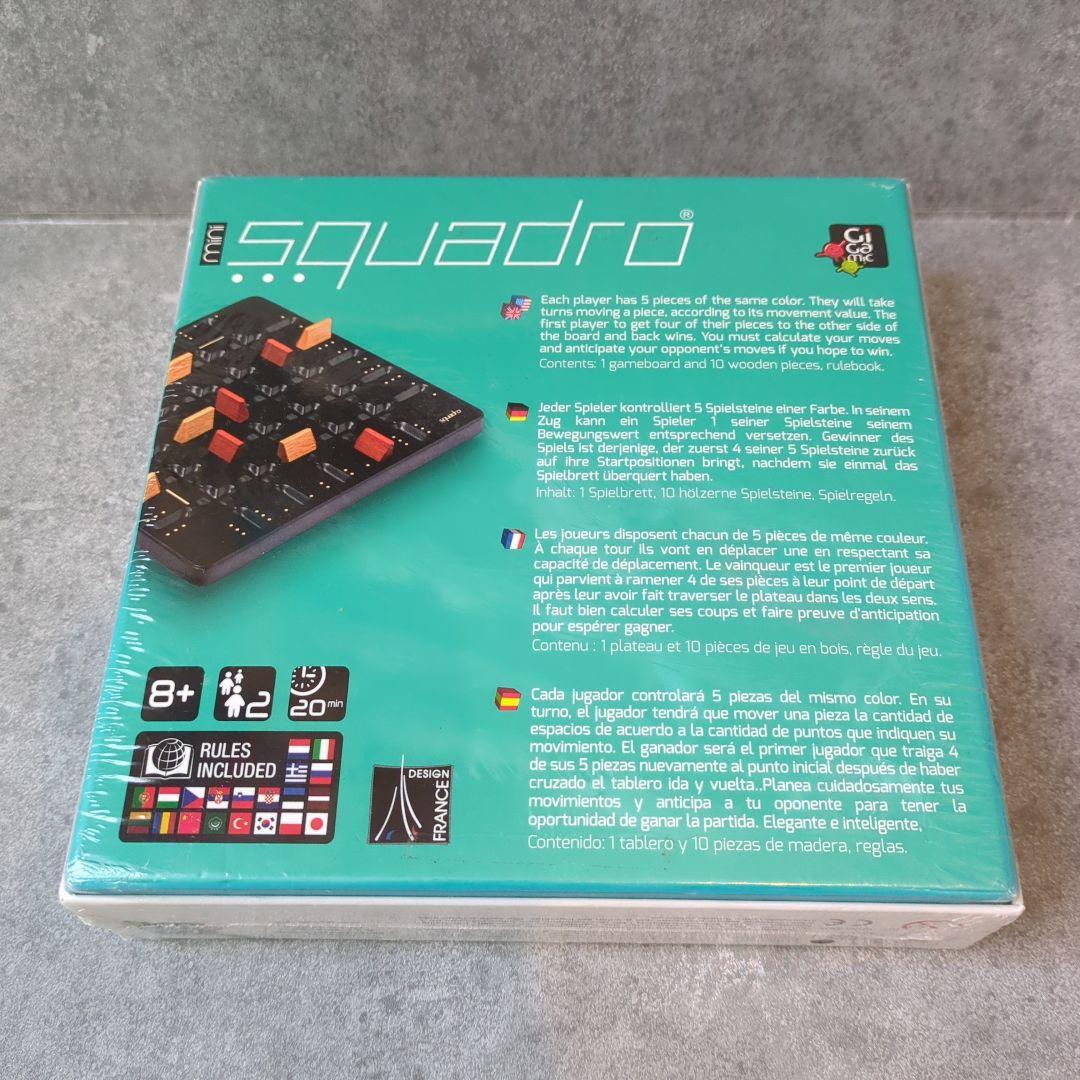 mini
squadro®
GiGamic
Each player has 5 pieces of the same color. They will take
turns moving a piece, according to its movement value. The
first player to get four of their pieces to the other side of
the board and back wins. You must calculate your moves
and anticipate your opponent's moves if you hope to win.
Contents: 1 gameboard and 10 wooden pieces, rulebook.
squadro
Jeder Spieler kontrolliert 5 Spielsteine einer Farbe. In seinem
Zug kann ein Spieler 1 seiner Spielsteine seinem
Bewegungswert entsprechend versetzen. Gewinner des
Spiels ist derjenige, der zuerst 4 seiner 5 Spielsteine zurück
auf ihre Startpositionen bringt, nachdem sie einmal das
Spielbrett überquert haben.
Inhalt: 1 Spielbrett, 10 hölzerne Spielsteine, Spielregeln.
Les joueurs disposent chacun de 5 pièces de même couleur.
À chaque tour ils vont en déplacer une en respectant sa
capacité de déplacement. Le vainqueur est le premier joueur
qui parvient à ramener 4 de ses pièces à leur point de départ
après leur avoir fait traverser le plateau dans les deux sens.
Il faut bien calculer ses coups et faire preuve d'anticipation
pour espérer gagner.
Contenu : 1 plateau et 10 pièces de jeu en bois, règle du jeu.
Cada jugador controlará 5 piezas del mismo color. En su
turno, el jugador tendrá que mover una pieza la cantidad de
espacios de acuerdo a la cantidad de puntos que indiquen su
movimiento. El ganador será el primer jugador que traiga 4
de sus 5 piezas nuevamente al punto inicial después de haber
cruzado el tablero ida y vuelta..Planea cuidadosamente tus
movimientos y anticipa a tu oponente para tener la
oportunidad de ganar la partida. Elegante e inteligente,
Contenido: 1 tablero y 10 piezas de madera, reglas.
8+
2
20 min
RULES
INCLUDED
DESIGN
FRANCE
CE